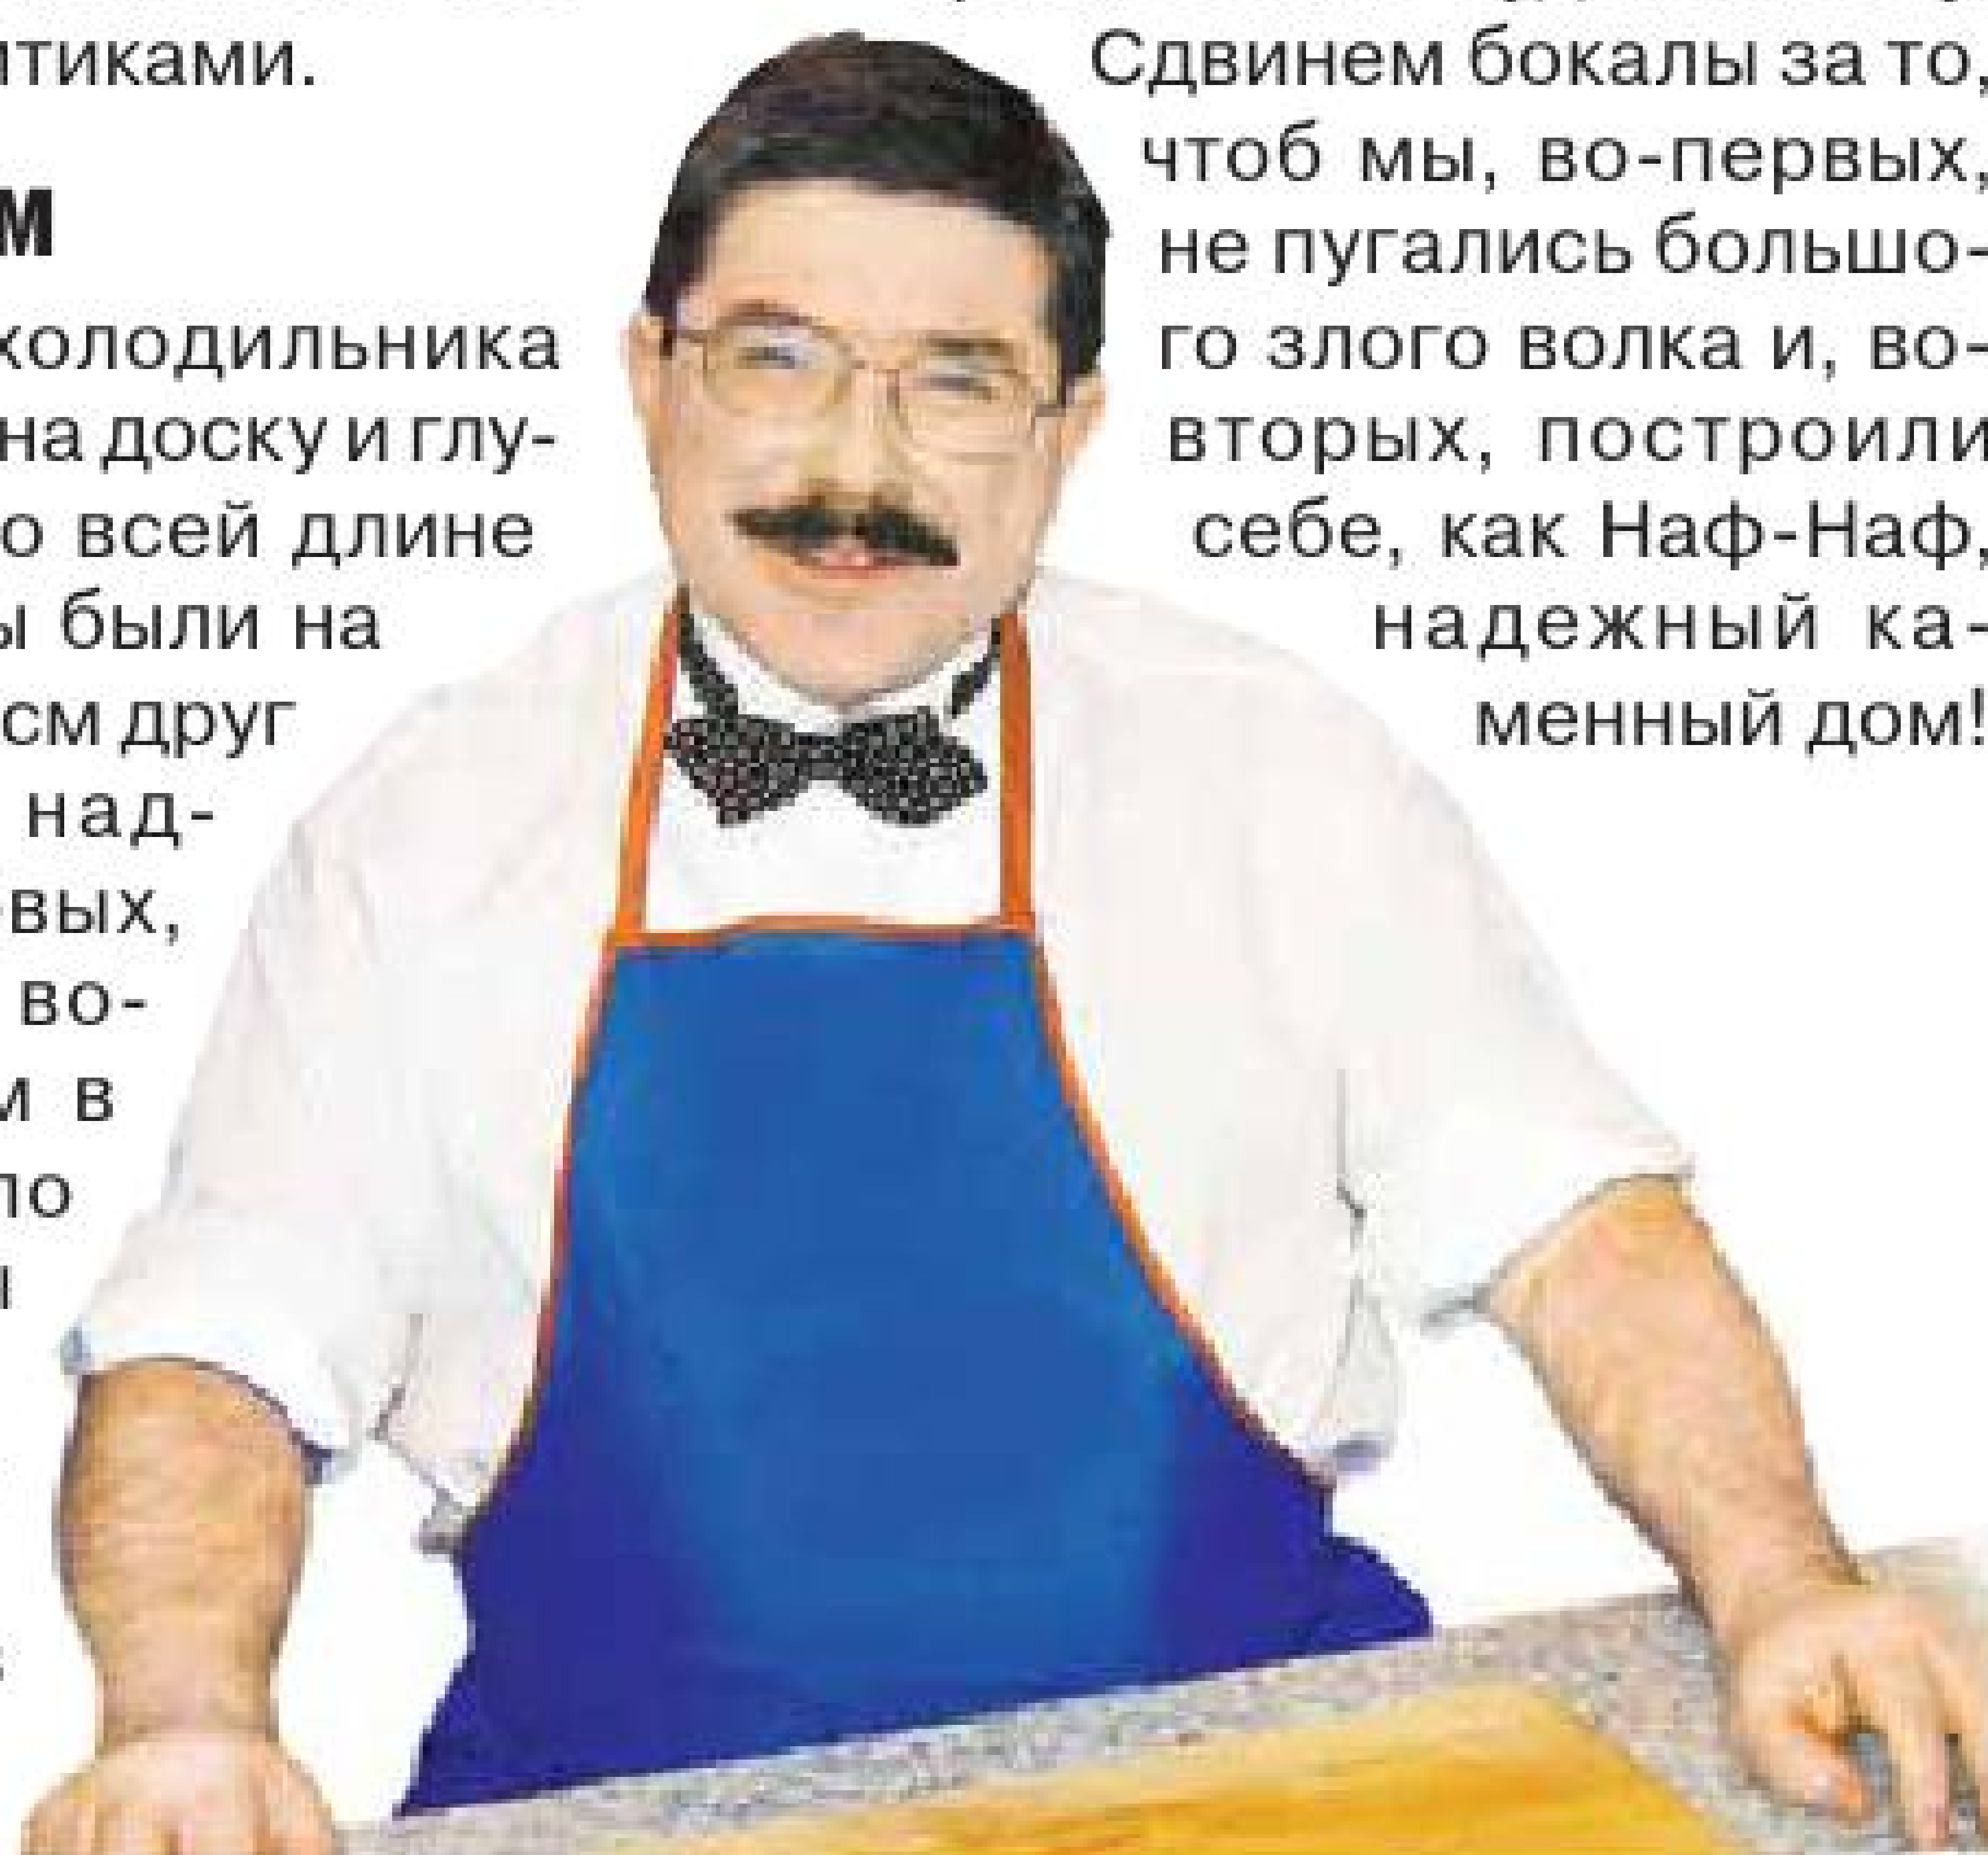 итиками.
м
холодильника
на доску и глу-
о всей длине
ы были на
см друг
над-
вых,
во-
м в
ло
Сдвинем бокалы за то,
чтоб мы, во-первых,
не пугались большо-
го злого волка и, во-
вторых, построили
себе, как Наф-Наф,
надежный ка-
менный дом!